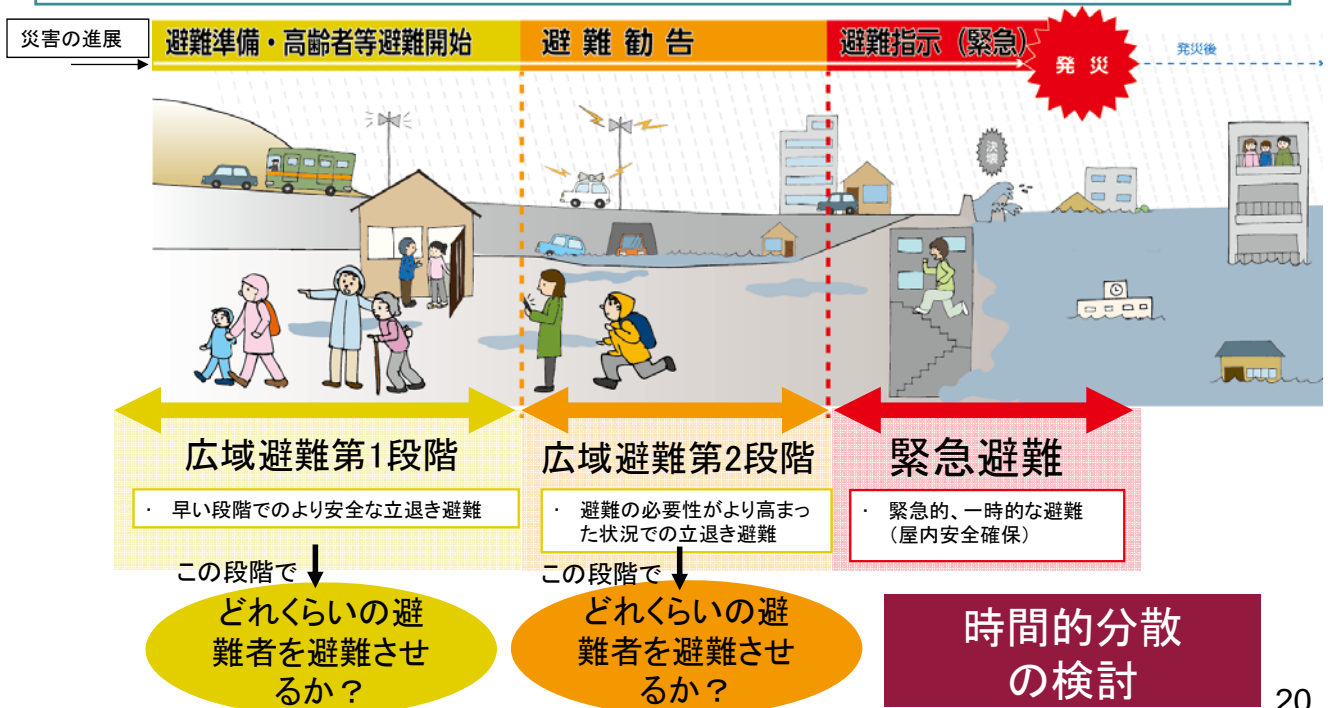 災害の進展
避難準備・高齢者等避難開始
避難勧告
避難指示（緊急）
発災
発災後
決壊
広域避難第1段階
・ 早い段階でのより安全な立退き避難
この段階で
どれくらいの避
難者を避難させ
るか？
広域避難第2段階
・ 避難の必要性がより高まっ
た状況での立退き避難
この段階で
どれくらいの避
難者を避難させ
るか？
緊急避難
・ 緊急的、一時的な避難
（屋内安全確保）
時間的分散
の検討
20